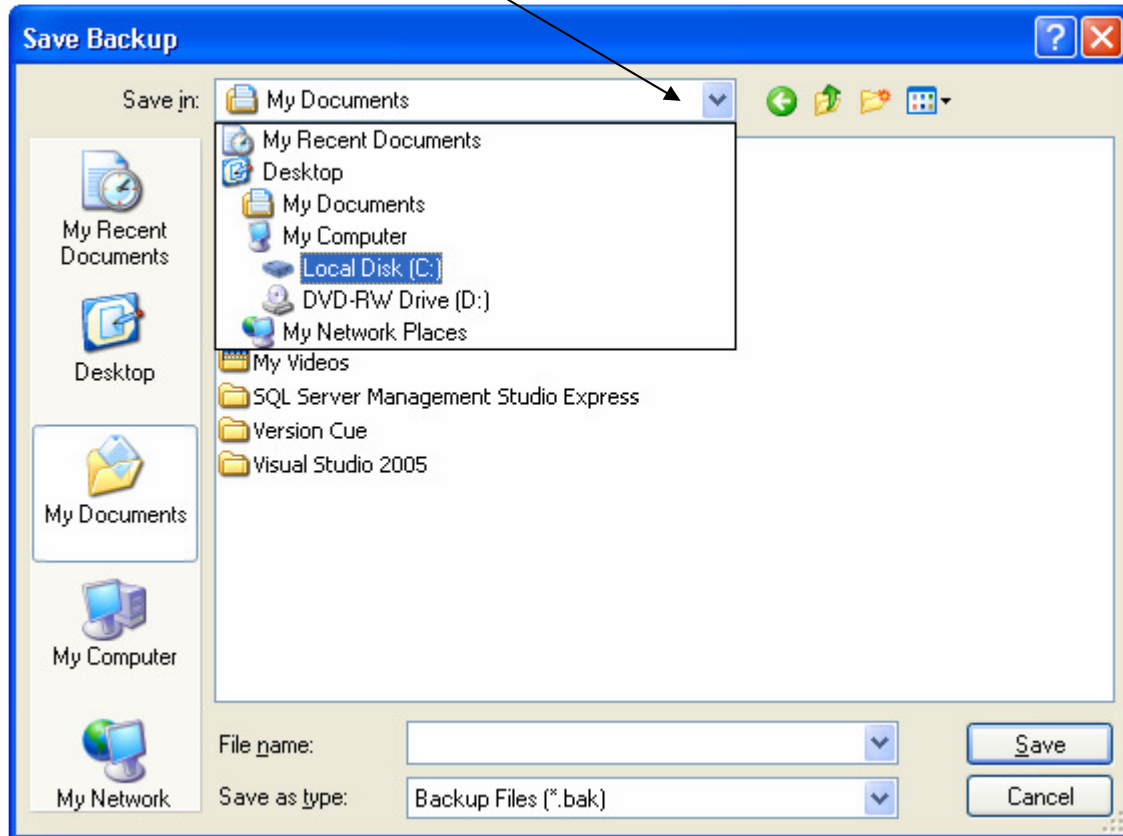 Save Backup
Save in:
My Documents
My Recent Documents
Desktop
My Documents
My Computer
Local Disk (C:)
DVD-RW Drive (D:)
My Network Places
My Videos
SQL Server Management Studio Express
Version Cue
Visual Studio 2005
My Recent
Documents
Desktop
My Documents
My Computer
My Network
File name:
Save
Save as type:
Backup Files (*.bak)
Cancel